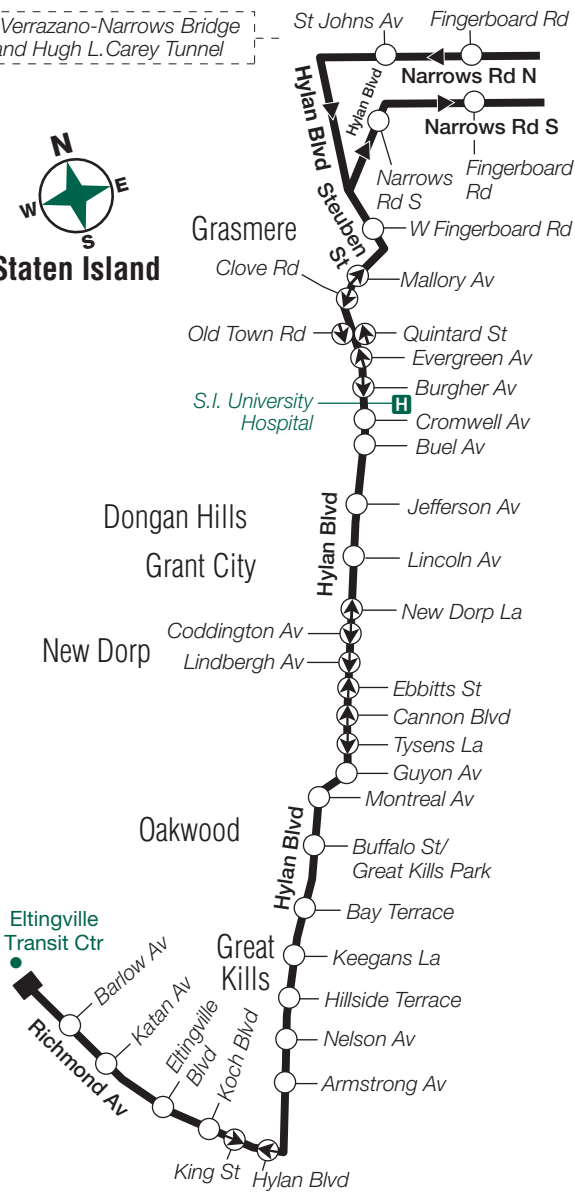 Verrazano-Narrows Bridge
and Hugh L.Carey Tunnel
St Johns Av
Fingerboard Rd
Narrows Rd N
Hylan Blvd
Hylan Blvd
Narrows Rd S
Narrows
Rd S
Fingerboard
Rd
N
W
E
S
Staten Island
Steuben
St
W Fingerboard Rd
Grasmere
Clove Rd
Mallory Av
Old Town Rd
Quintard St
Evergreen Av
Burgher Av
S.I. University
Hospital
H
Cromwell Av
Buel Av
Dongan Hills
Jefferson Av
Hylan Blvd
Grant City
Lincoln Av
New Dorp La
Coddington Av
New Dorp
Lindbergh Av
Ebbitts St
Cannon Blvd
Tysens La
Guyon Av
Montreal Av
Oakwood
Hylan Blvd
Buffalo St/
Great Kills Park
Bay Terrace
Eltingville
Transit Ctr
Great
Kills
Keegans La
Hillside Terrace
Nelson Av
Armstrong Av
Barlow Av
Katan Av
Eltingville
Blvd
Koch Blvd
Richmond Av
King St
Hylan Blvd